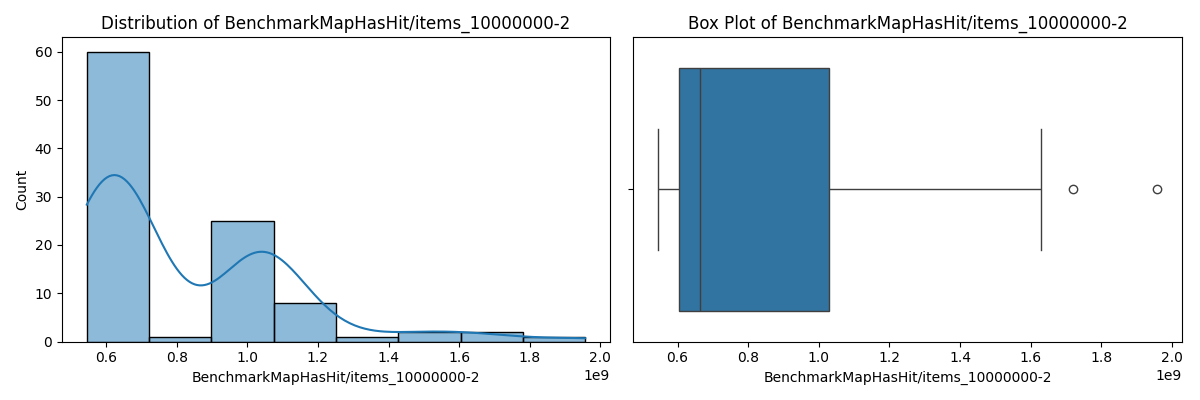 Distribution of BenchmarkMapHasHit/items_10000000-2
Count
60
50
40
30
20
10
0
0.6 0.8 1.0 1.2 1.4 1.6 1.8 2.0
1e9
BenchmarkMapHasHit/items_10000000-2
Box Plot of BenchmarkMapHasHit/items_10000000-2
0.6 0.8 1.0 1.2 1.4 1.6 1.8 2.0
1e9
BenchmarkMapHasHit/items_10000000-2